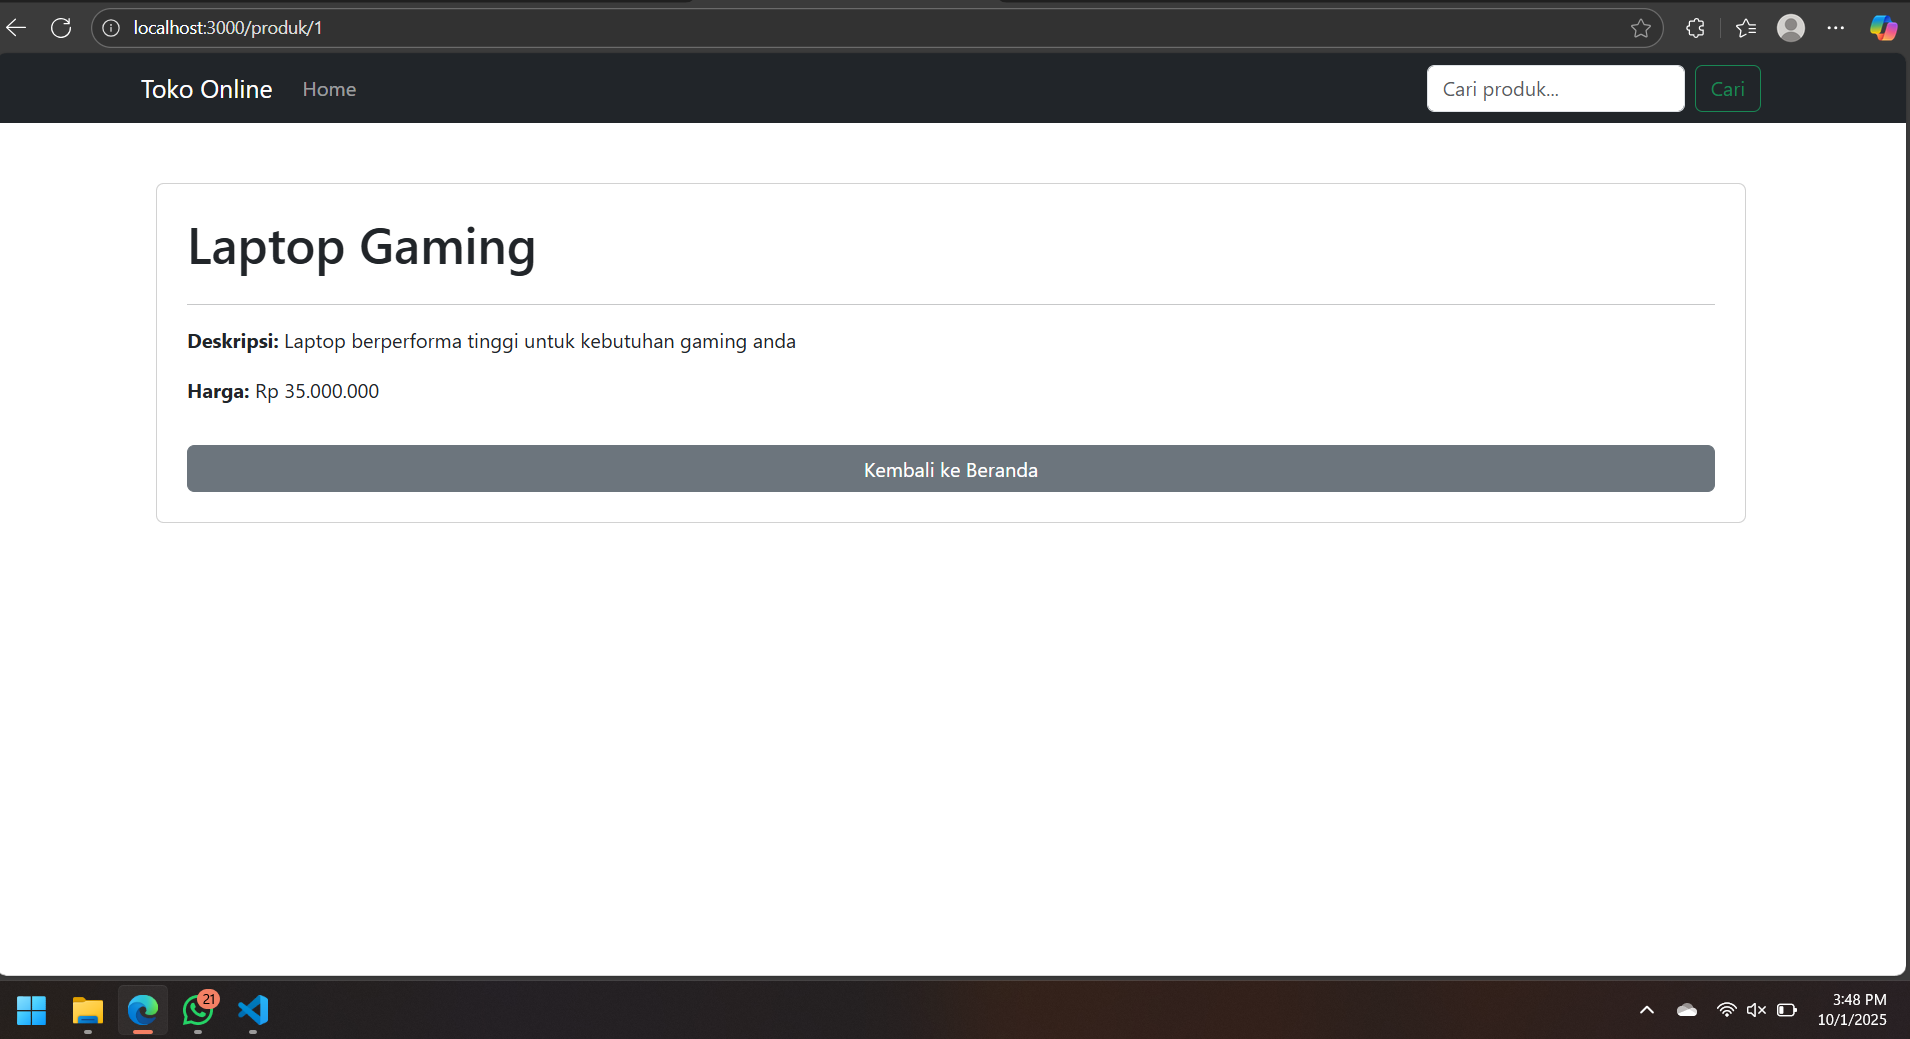 localhost:3000/produk/1
Toko Online Home Cari produk... Cari
Laptop Gaming
Deskripsi: Laptop berperforma tinggi untuk kebutuhan gaming anda
Harga: Rp 35.000.000
Kembali ke Beranda
21
3:48 PM
10/1/2025